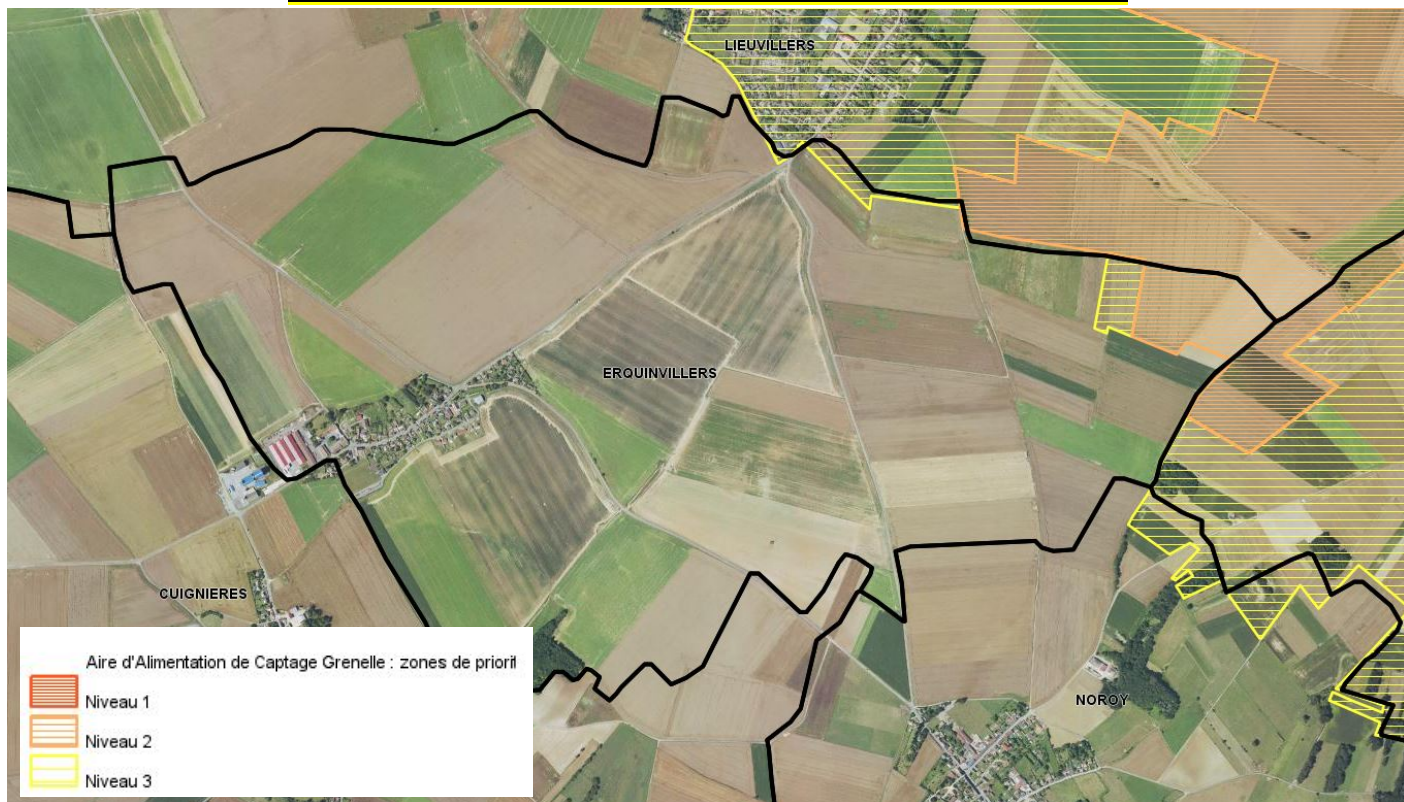 LIEUVILLERS
ERQUINVILLERS
CUIGNIERES
NOROY
Aire d'Alimentation de Captage Grenelle : zones de priorit
Niveau 1
Niveau 2
Niveau 3